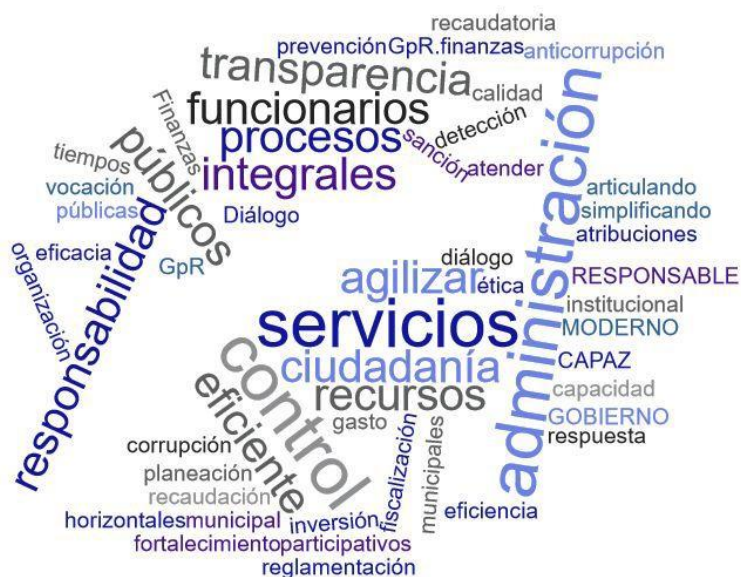 recaudatoria
prevención GpR.finanzas anticorrupción
transparencia
calidad
funcionarios
detección
Finanzas
procesos
sanción
atender
integrales
públicos
tiempos
vocación
públicas
Diálogo
administración
articulando
simplificando
atribuciones
responsabilidad
eficacia
organización
GpR
diálogo
agilizar
ética
RESPONSABLE
institucional
servicios
MODERNO
control
ciudadanía
CAPAZ
recursos
capacidad
eficiente
gasto
GOBIERNO
respuesta
corrupción
fiscalización
municipales
planeación
recaudación
eficiencia
horizontales municipal
inversión
fortalecimiento participativos
reglamentación